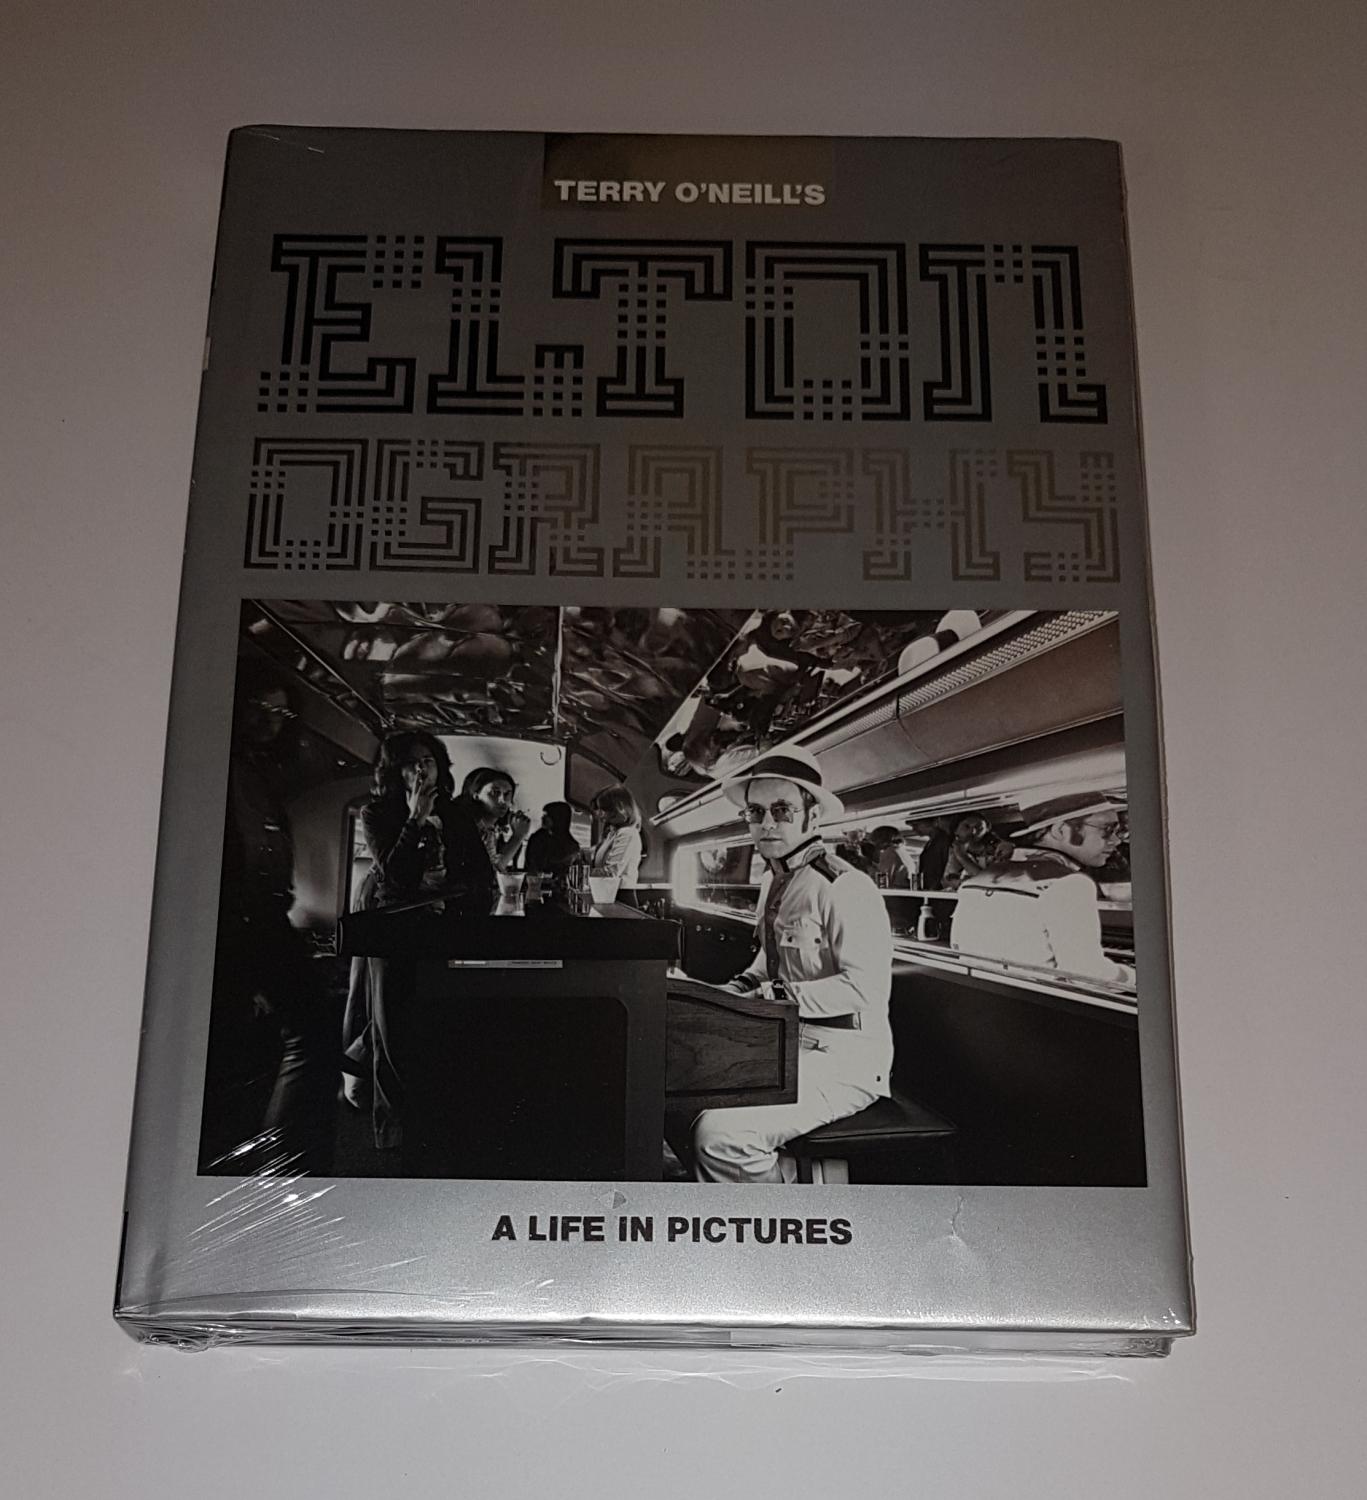 TERRY O'NEILL'S
ELTON
OGRAPHY
A LIFE IN PICTURES